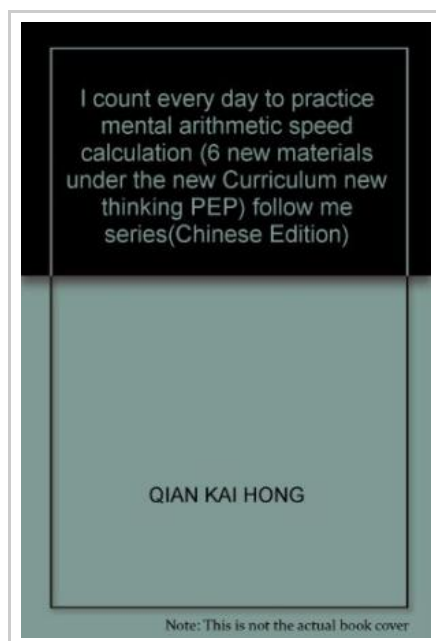 I count every day to practice
mental arithmetic speed
calculation (6 new materials
under the new Curriculum new
thinking PEP) follow me
series(Chinese Edition)
QIAN KAI HONG
Note: This is not the actual book cover